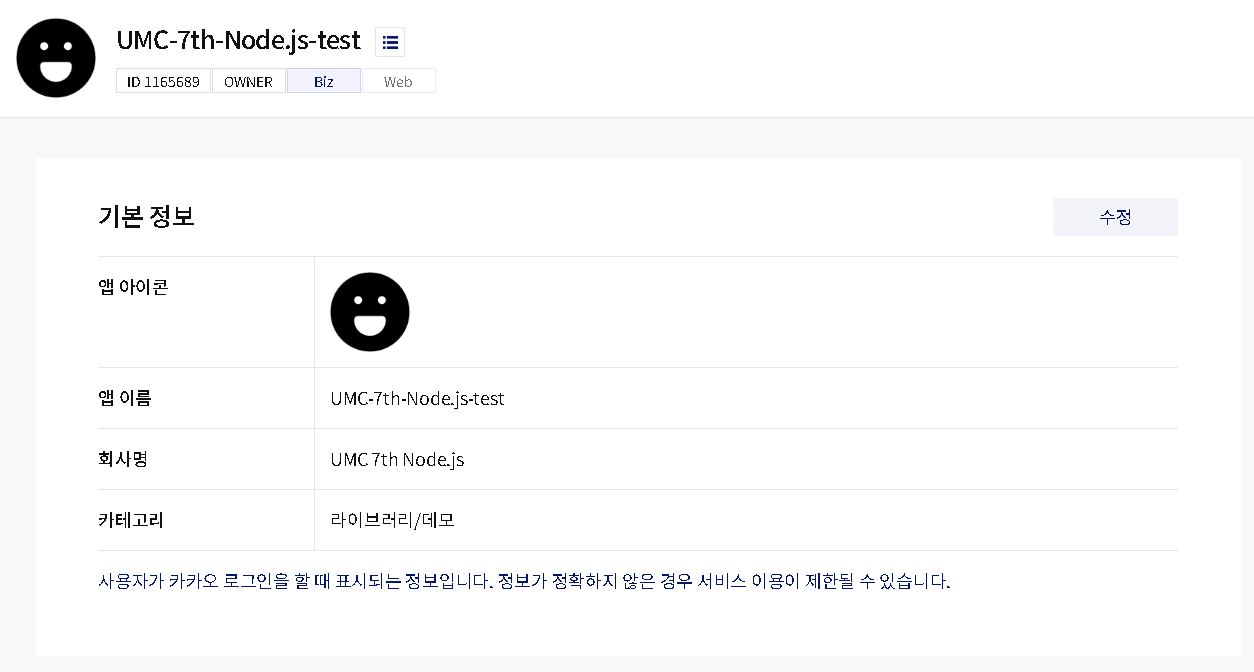 UMC-7th-Node.js-test
ID 1165689 OWNER Biz Web
기본 정보 수정
앱 아이콘
앱 이름 UMC-7th-Node.js-test
회사명 UMC 7th Node.js
카테고리 라이브러리/데모
사용자가 카카오 로그인을 할 때 표시되는 정보입니다. 정보가 정확하지 않은 경우 서비스 이용이 제한될 수 있습니다.